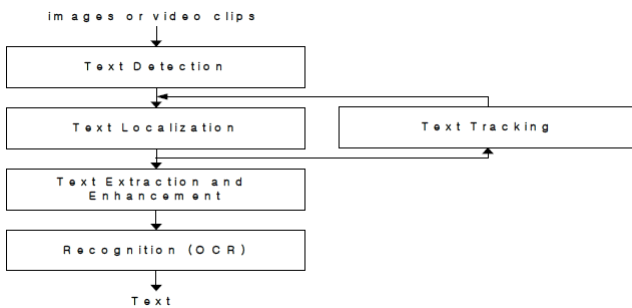 images or video clips
Text Detection
Text Localization
Text Tracking
Text Extraction and
Enhancement
Recognition (OCR)
Text